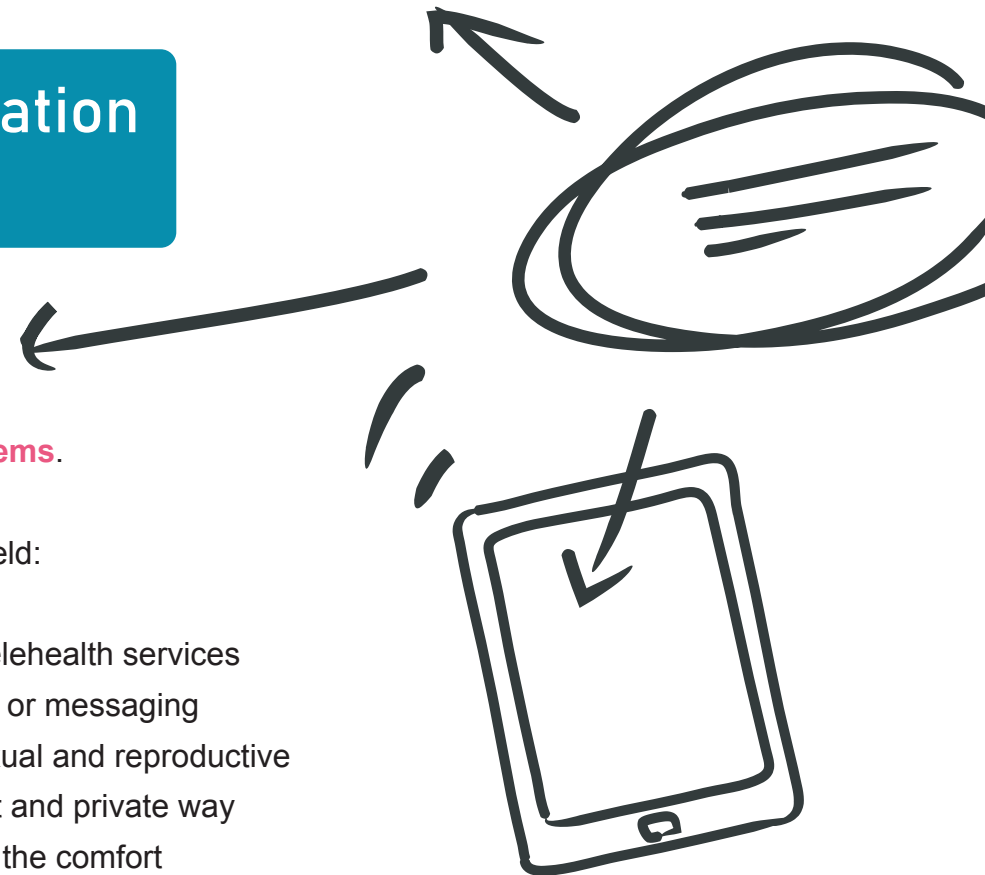 ation
ems.
eld:
elehealth services
or messaging
ual and reproductive
and private way
the comfort